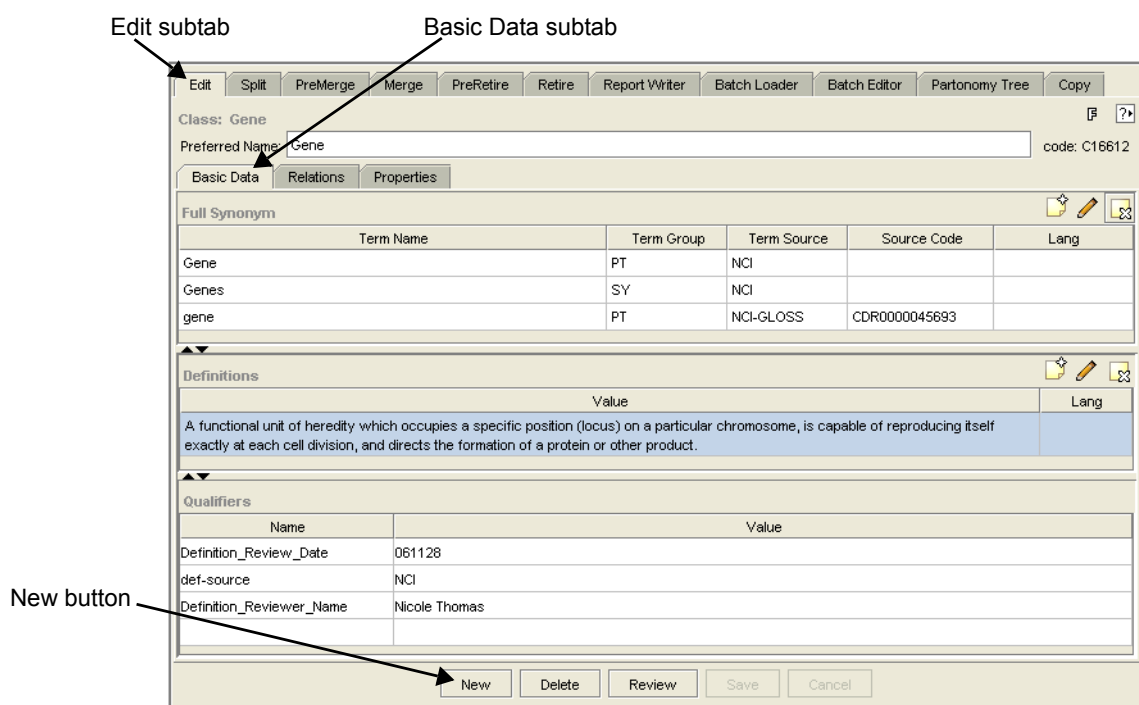 Edit subtab Basic Data subtab
Edit Split PreMerge Merge PreRetire Retire Report Writer Batch Loader Batch Editor Partonomy Tree Copy
Class: Gene F ?
Preferred Name: Gene code: C16612
Basic Data Relations Properties
Full Synonym
Term Name Term Group Term Source Source Code Lang
Gene PT NCI
Genes SY NCI
gene PT NCI-GLOSS CDR0000045693
Definitions
Value Lang
A functional unit of heredity which occupies a specific position (locus) on a particular chromosome, is capable of reproducing itself
exactly at each cell division, and directs the formation of a protein or other product.
Qualifiers
Name Value
Definition_Review_Date 061128
def-source NCI
Definition_Reviewer_Name Nicole Thomas
New button
New Delete Review Save Cancel